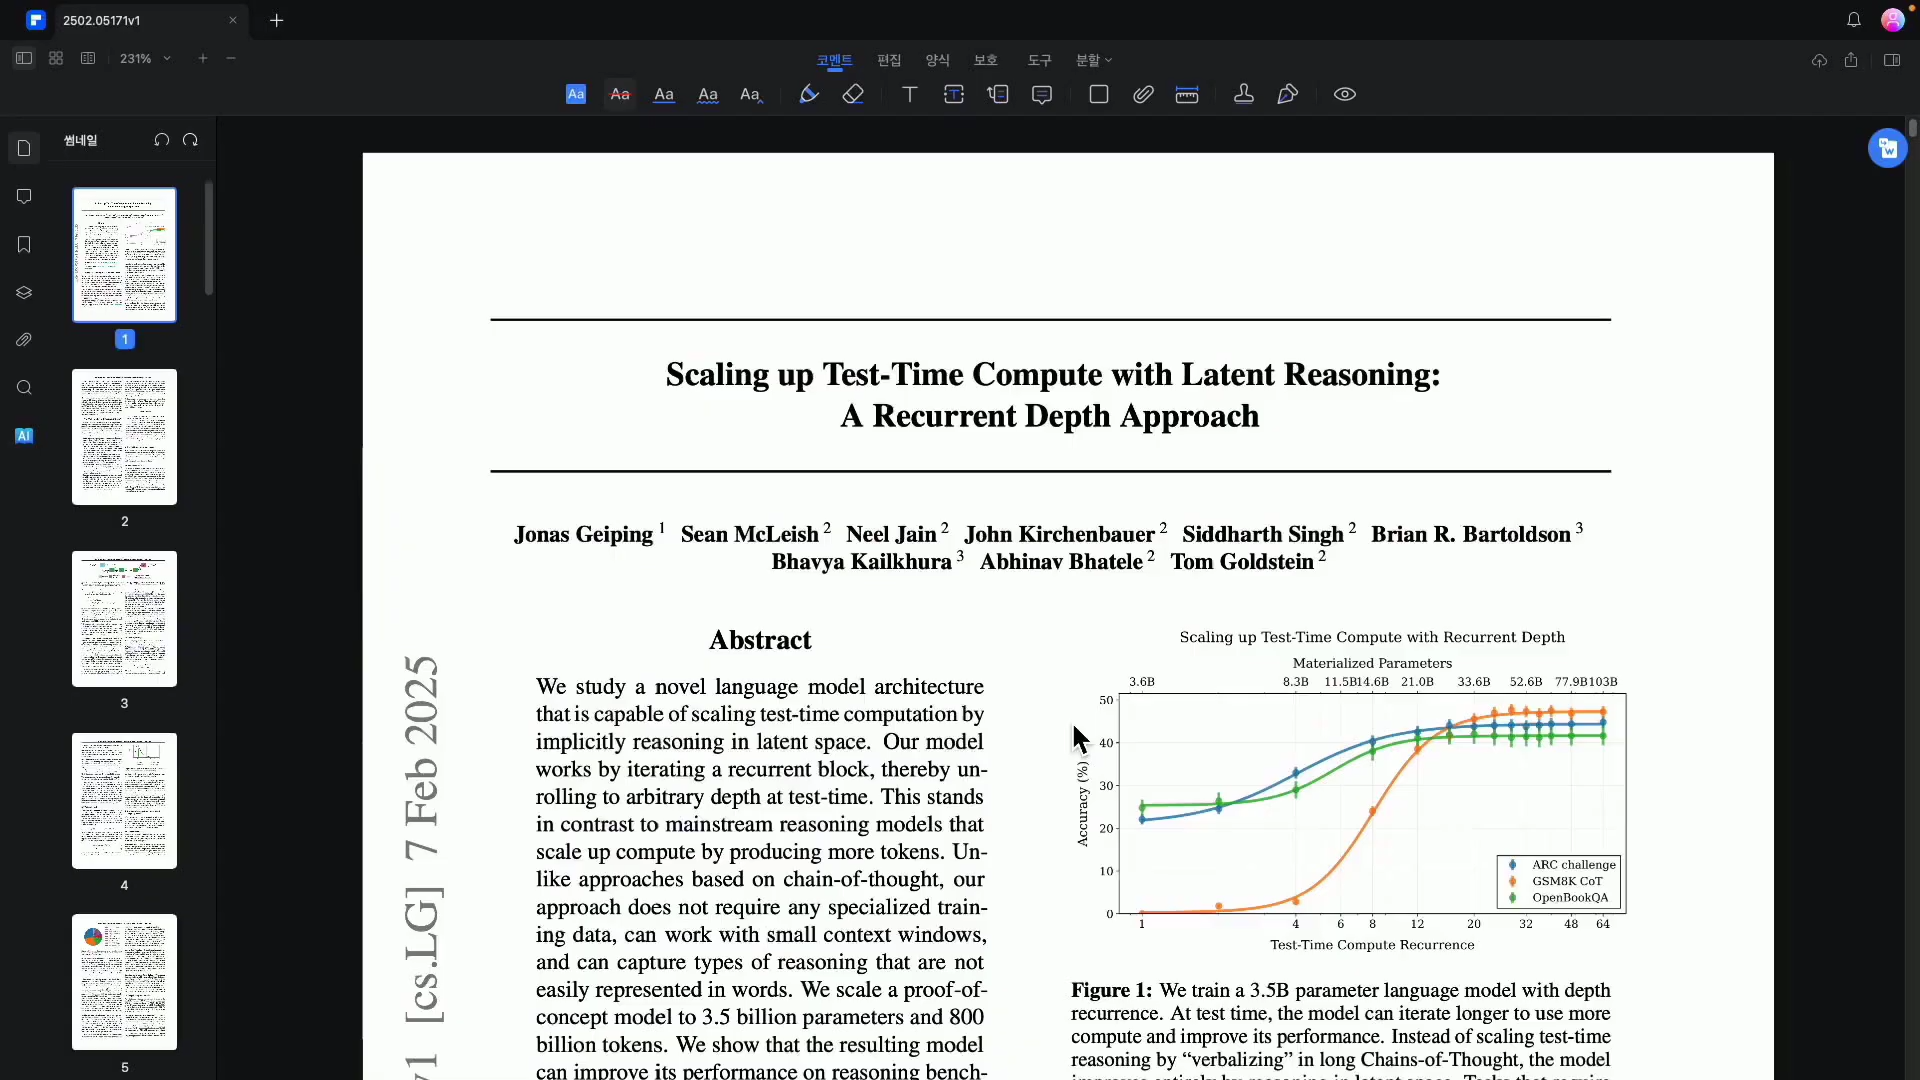 2502.05171v1
231%
코멘트 편집 양식 보호 도구 분할
Aa Aa Aa Aa Aa
썸네일
1
2
3
4
5
AI
Scaling up Test-Time Compute with Latent Reasoning:
A Recurrent Depth Approach
Jonas Geiping 1 Sean McLeish 2 Neel Jain 2 John Kirchenbauer 2 Siddharth Singh 2 Brian R. Bartoldson 3
Bhavya Kailkhura 3 Abhinav Bhatele 2 Tom Goldstein 2
v1 [cs.LG] 7 Feb 2025
Abstract
We study a novel language model architecture
that is capable of scaling test-time computation by
implicitly reasoning in latent space. Our model
works by iterating a recurrent block, thereby un-
rolling to arbitrary depth at test-time. This stands
in contrast to mainstream reasoning models that
scale up compute by producing more tokens. Un-
like approaches based on chain-of-thought, our
approach does not require any specialized train-
ing data, can work with small context windows,
and can capture types of reasoning that are not
easily represented in words. We scale a proof-of-
concept model to 3.5 billion parameters and 800
billion tokens. We show that the resulting model
can improve its performance on reasoning bench-
Scaling up Test-Time Compute with Recurrent Depth
Materialized Parameters
3.6B 8.3B 11.5B 14.6B 21.0B 33.6B 52.6B 77.9B 103B
50
40
30
20
10
0
Accuracy (%)
ARC challenge
GSM8K CoT
OpenBookQA
1 4 6 8 12 20 32 48 64
Test-Time Compute Recurrence
Figure 1: We train a 3.5B parameter language model with depth
recurrence. At test time, the model can iterate longer to use more
compute and improve its performance. Instead of scaling test-time
reasoning by “verbalizing” in long Chains-of-Thought, the model